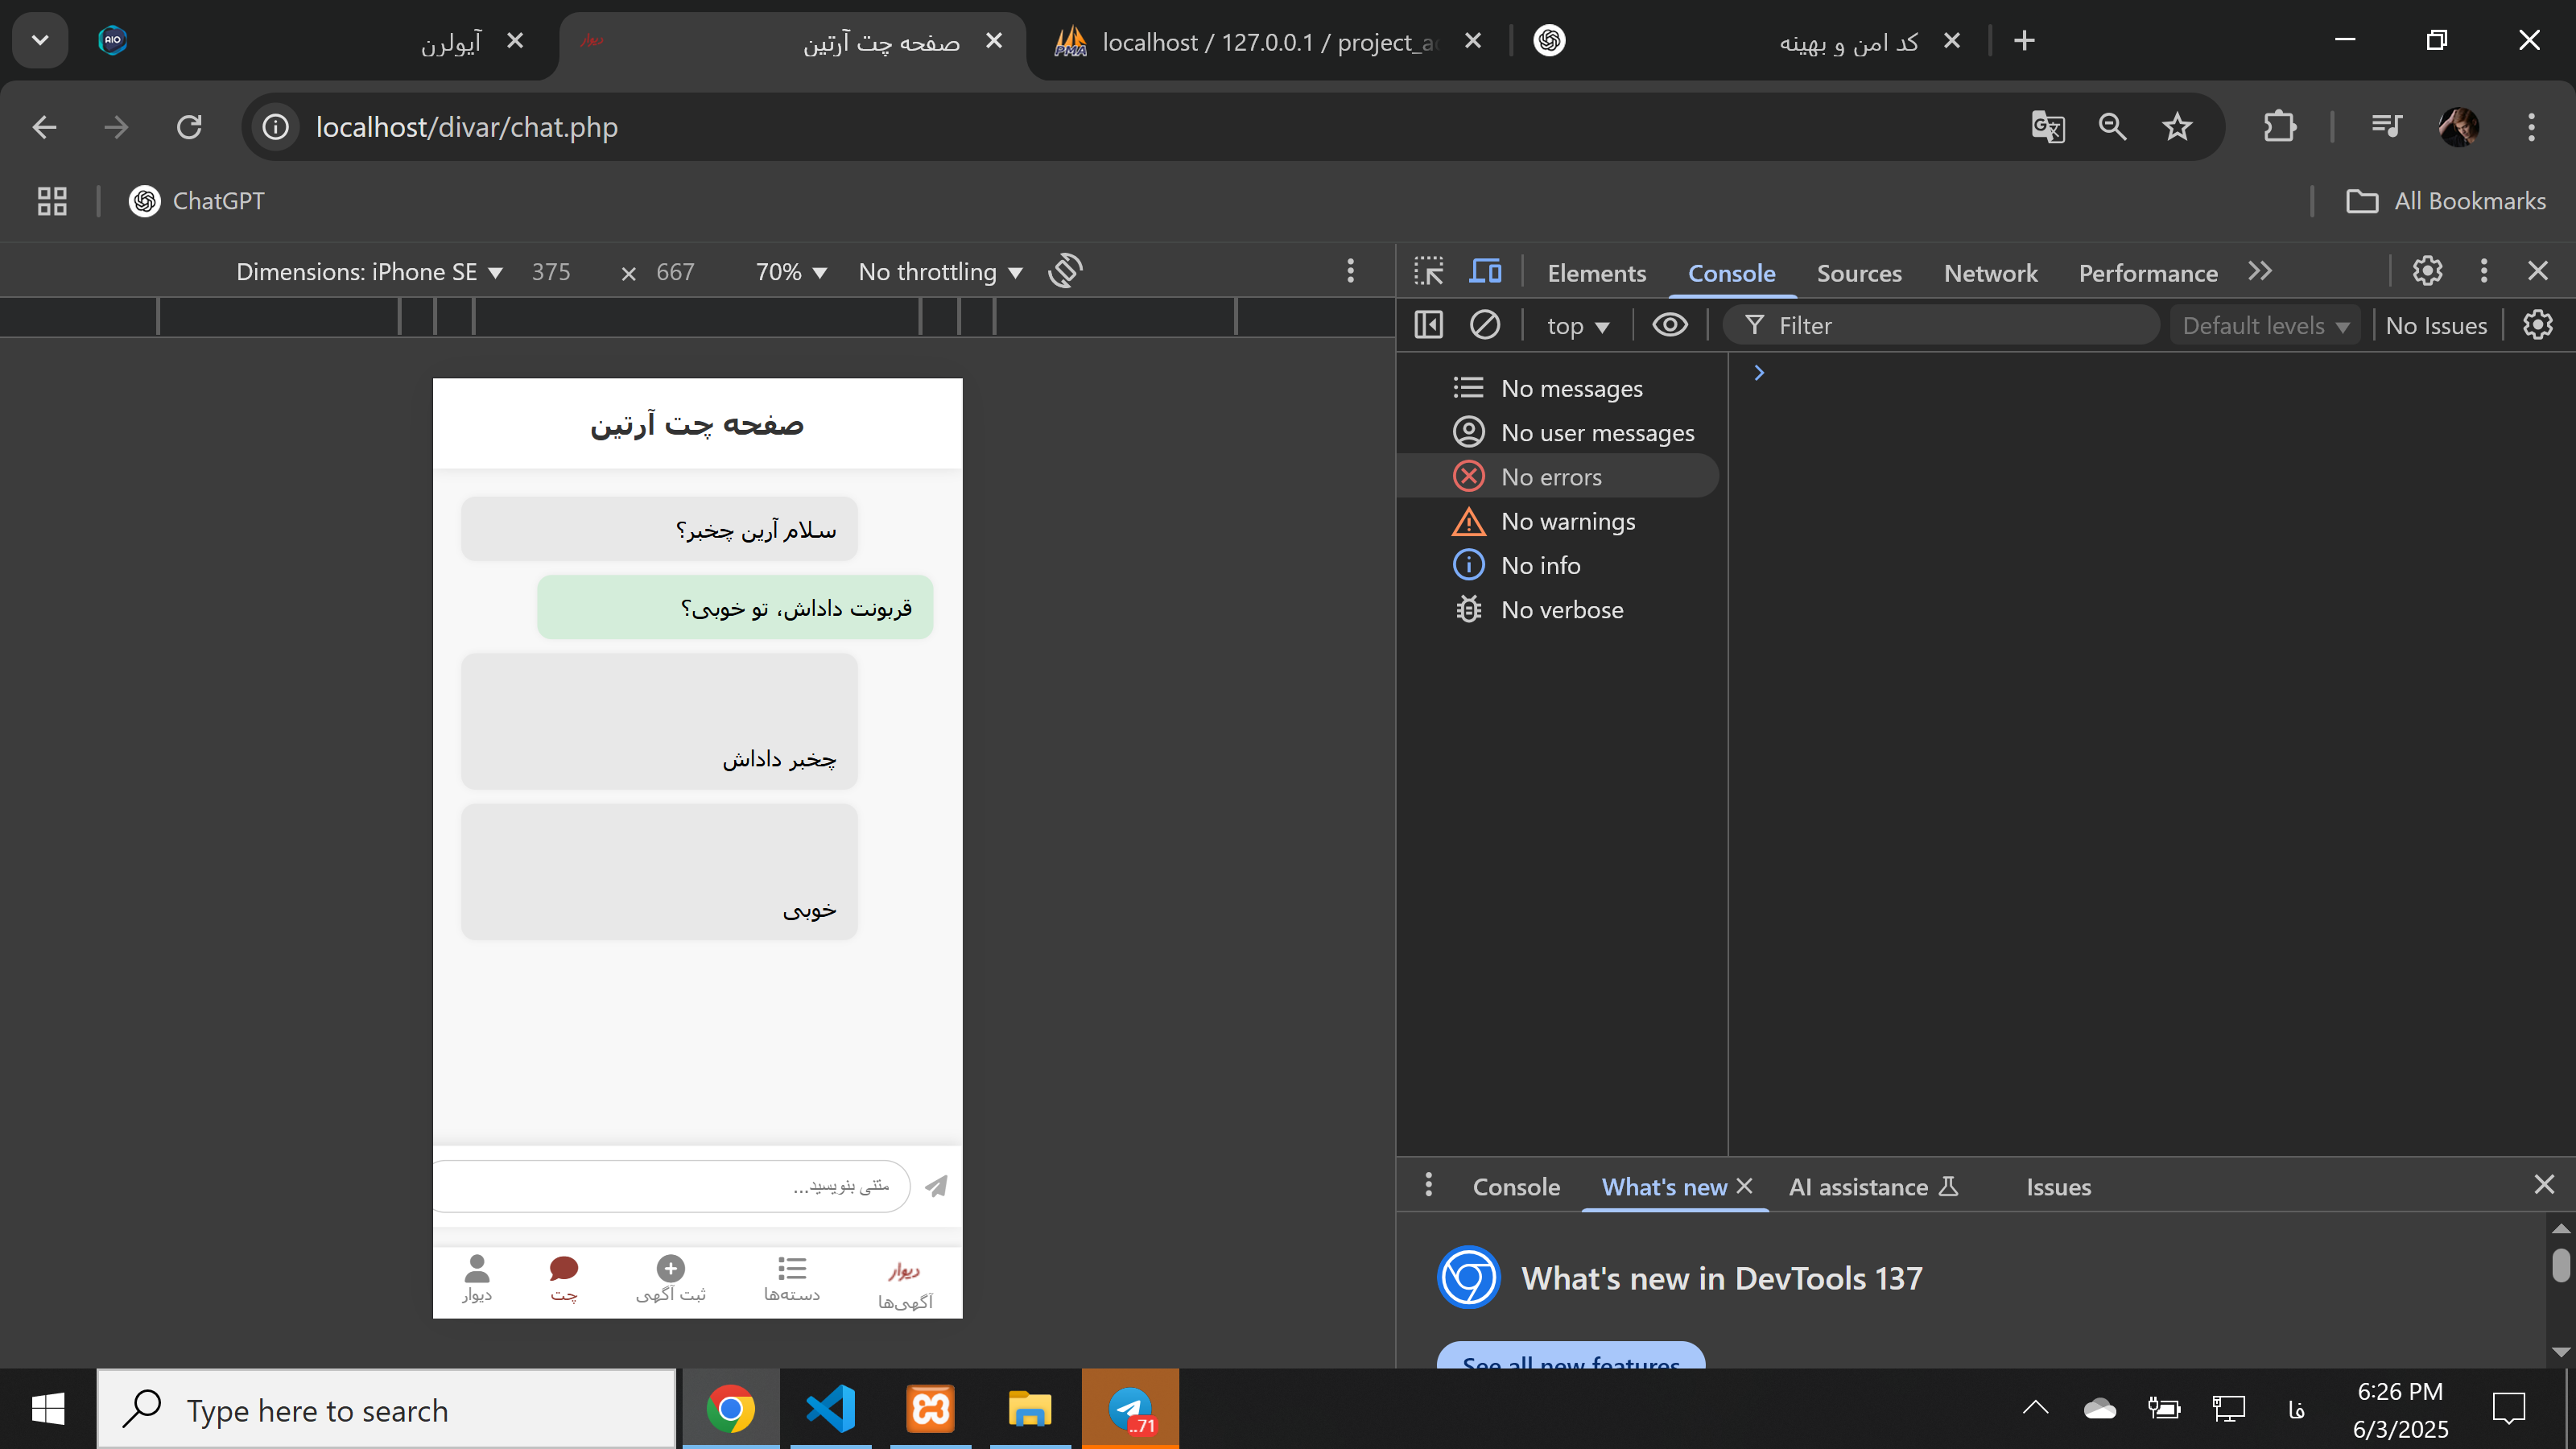 آیولرن
صفحه چت آرتین
localhost / 127.0.0.1 / project_a
کد امن و بهینه
localhost/divar/chat.php
ChatGPT
All Bookmarks
Dimensions: iPhone SE
375
×
667
70%
No throttling
Elements
Console
Sources
Network
Performance
top
Filter
Default levels
No Issues
No messages
No user messages
No errors
No warnings
No info
No verbose
صفحه چت آرتین
سلام آرین چخبر؟
قربونت داداش، تو خوبی؟
چخبر داداش
خوبی
متنی بنویسید...
دیوار
آگهی‌ها
دسته‌ها
ثبت آگهی
چت
دیوار
Console
What's new
AI assistance
Issues
What's new in DevTools 137
See all new features
Type here to search
..71
فا
6:26 PM
6/3/2025